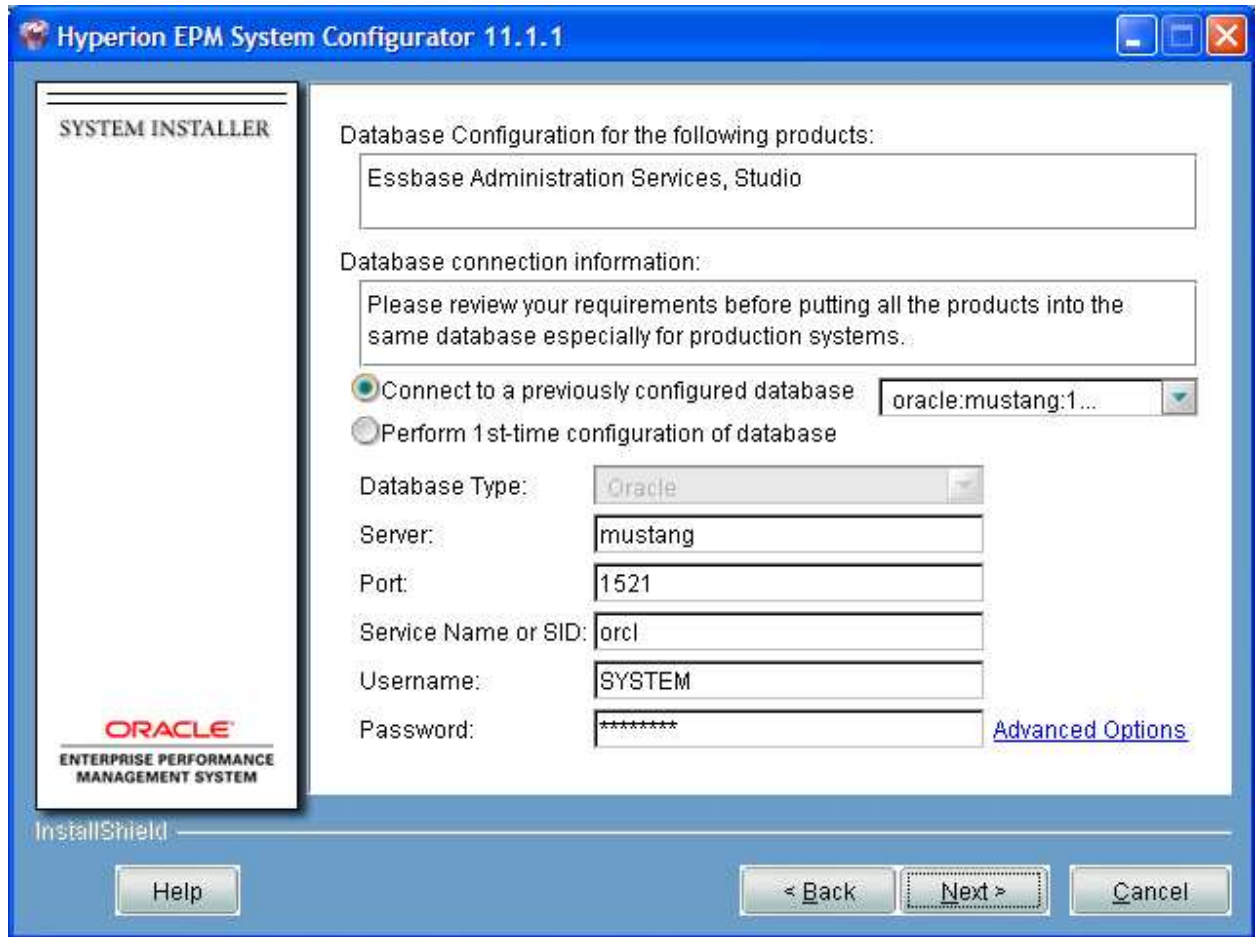 Hyperion EPM System Configurator 11.1.1
SYSTEM INSTALLER
Database Configuration for the following products:
Essbase Administration Services, Studio
Database connection information:
Please review your requirements before putting all the products into the
same database especially for production systems.
Connect to a previously configured database oracle:mustang:1...
Perform 1st-time configuration of database
Database Type: Oracle
Server: mustang
Port: 1521
Service Name or SID: orcl
Username: SYSTEM
Password: ********
Advanced Options
ORACLE
ENTERPRISE PERFORMANCE
MANAGEMENT SYSTEM
InstallShield
Help < Back Next > Cancel